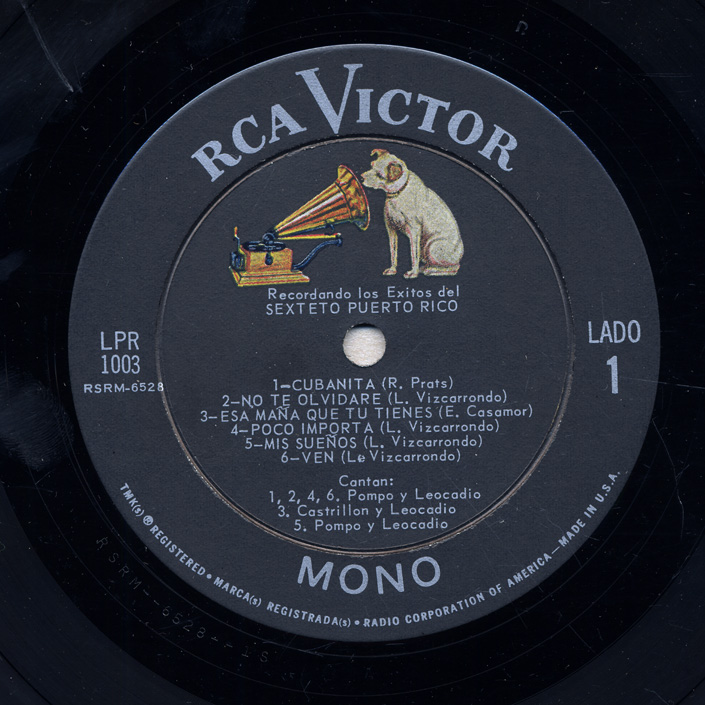 RCA VICTOR
Recordando los Exitos del
SEXTETO PUERTO RICO
LPR
1003
RSRM-6528
LADO
1
1-CUBANITA (R. Prats)
2-NO TE OLVIDARE (L. Vizcarrondo)
3-ESA MAÑA QUE TU TIENES (E. Casamor)
4-POCO IMPORTA (L. Vizcarrondo)
5-MIS SUEÑOS (L. Vizcarrondo)
6-VEN (L. Vizcarrondo)
Cantan:
1, 2, 4, 6. Pompo y Leocadio
3. Castrillon y Leocadio
5. Pompo y Leocadio
MONO
TMK(s) ® REGISTERED • MARCA(s) REGISTRADA(s) • RADIO CORPORATION OF AMERICA—MADE IN U.S.A.
RSRM-6528--1S